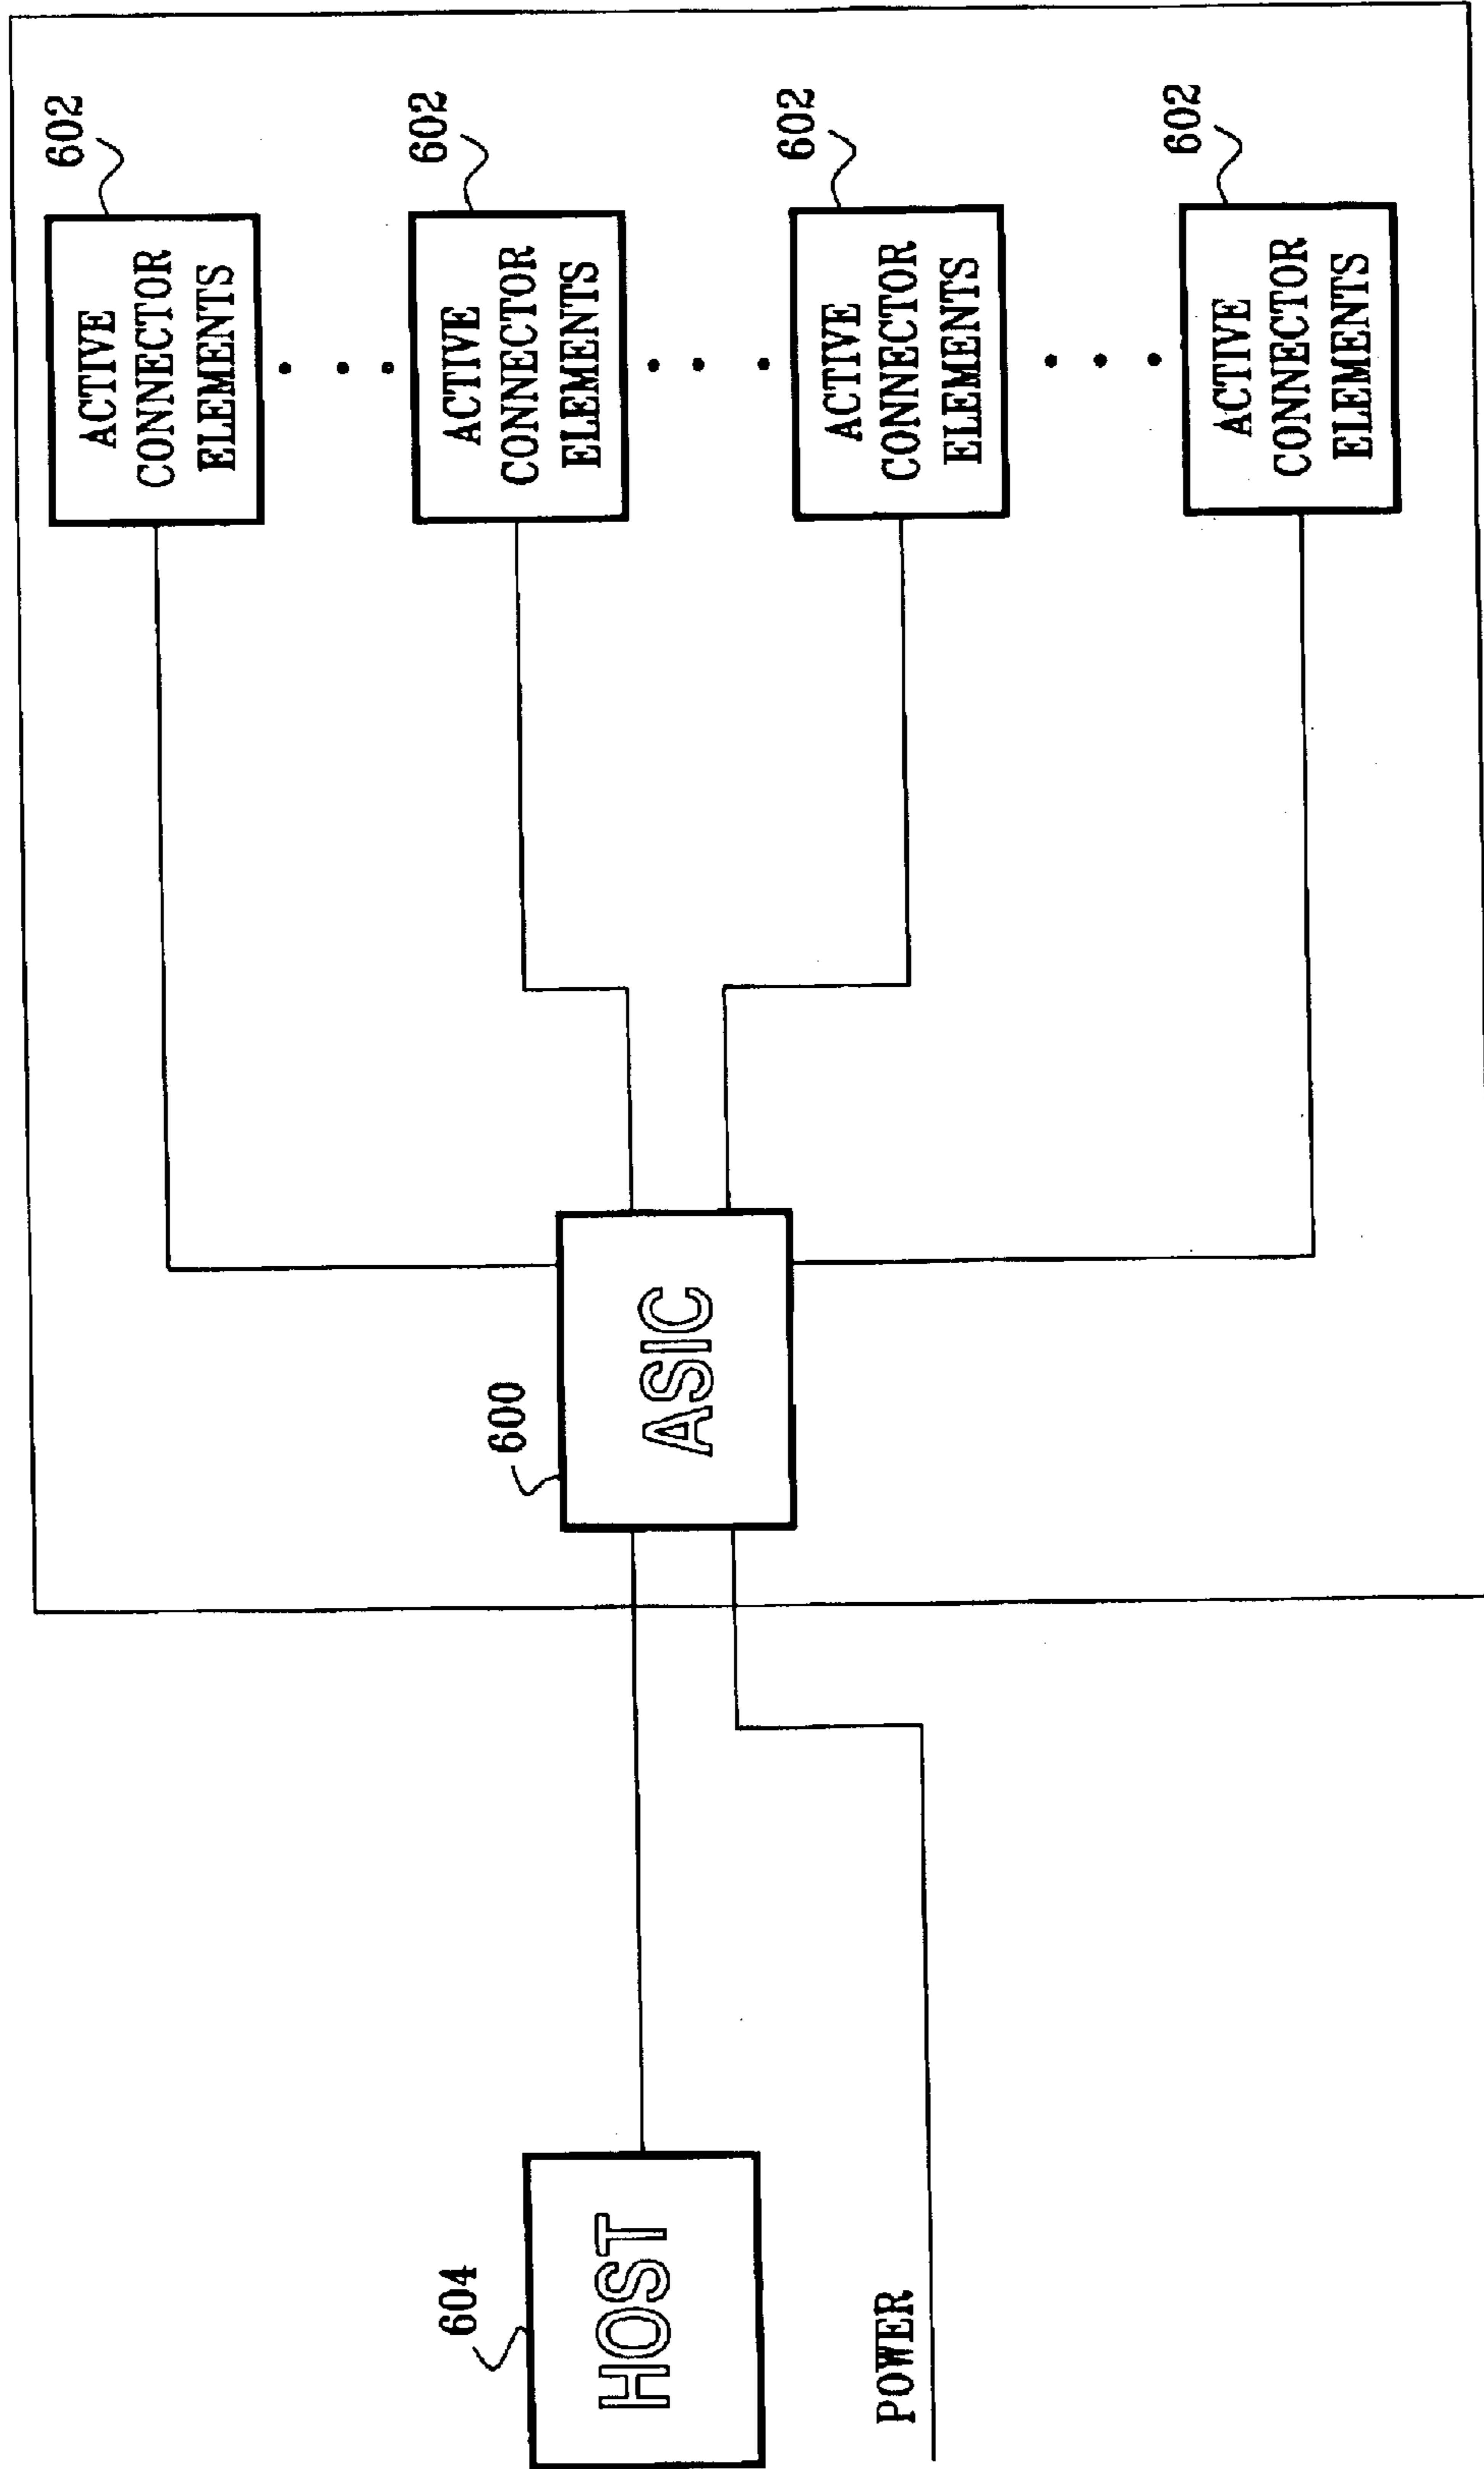 602
ACTIVE
CONNECTOR
ELEMENTS
602
ACTIVE
CONNECTOR
ELEMENTS
602
ACTIVE
CONNECTOR
ELEMENTS
602
ACTIVE
CONNECTOR
ELEMENTS
600
ASIC
604
HOST
POWER